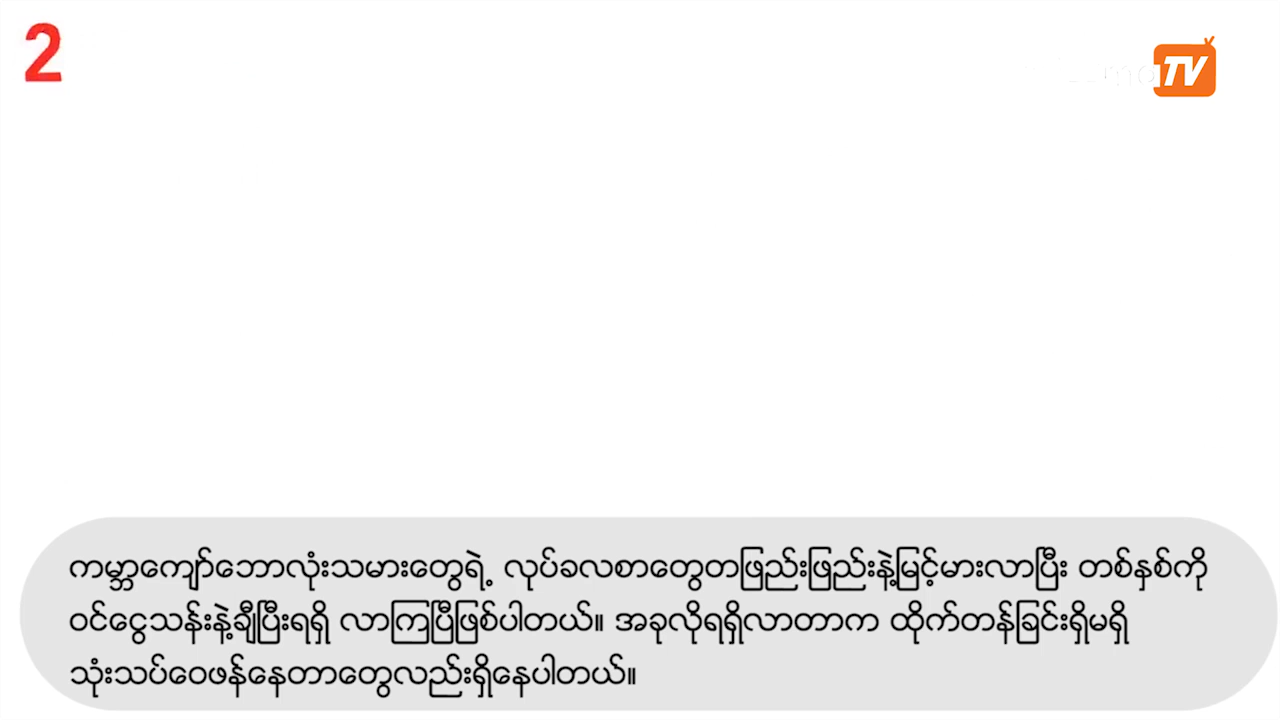 2
TV
ကမ္ဘာကျော်ဘောလုံးသမားတွေရဲ့ လုပ်ခလစာတွေတဖြည်းဖြည်းနဲ့မြင့်မားလာပြီး တစ်နှစ်ကို
ဝင်ငွေသန်းနဲ့ချီပြီးရရှိ လာကြပြီဖြစ်ပါတယ်။ အခုလိုရရှိလာတာက ထိုက်တန်ခြင်းရှိမရှိ
သုံးသပ်ဝေဖန်နေတာတွေလည်းရှိနေပါတယ်။